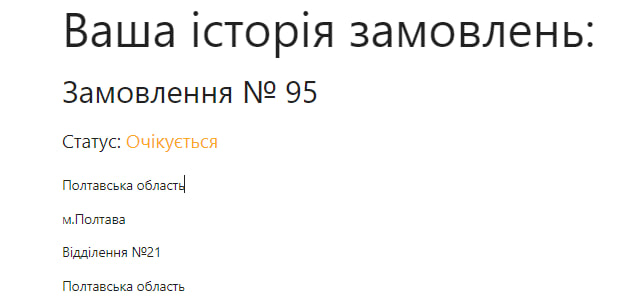 Ваша історія замовлень:
Замовлення № 95
Статус: Очікується
Полтавська область
м.Полтава
Відділення №21
Полтавська область